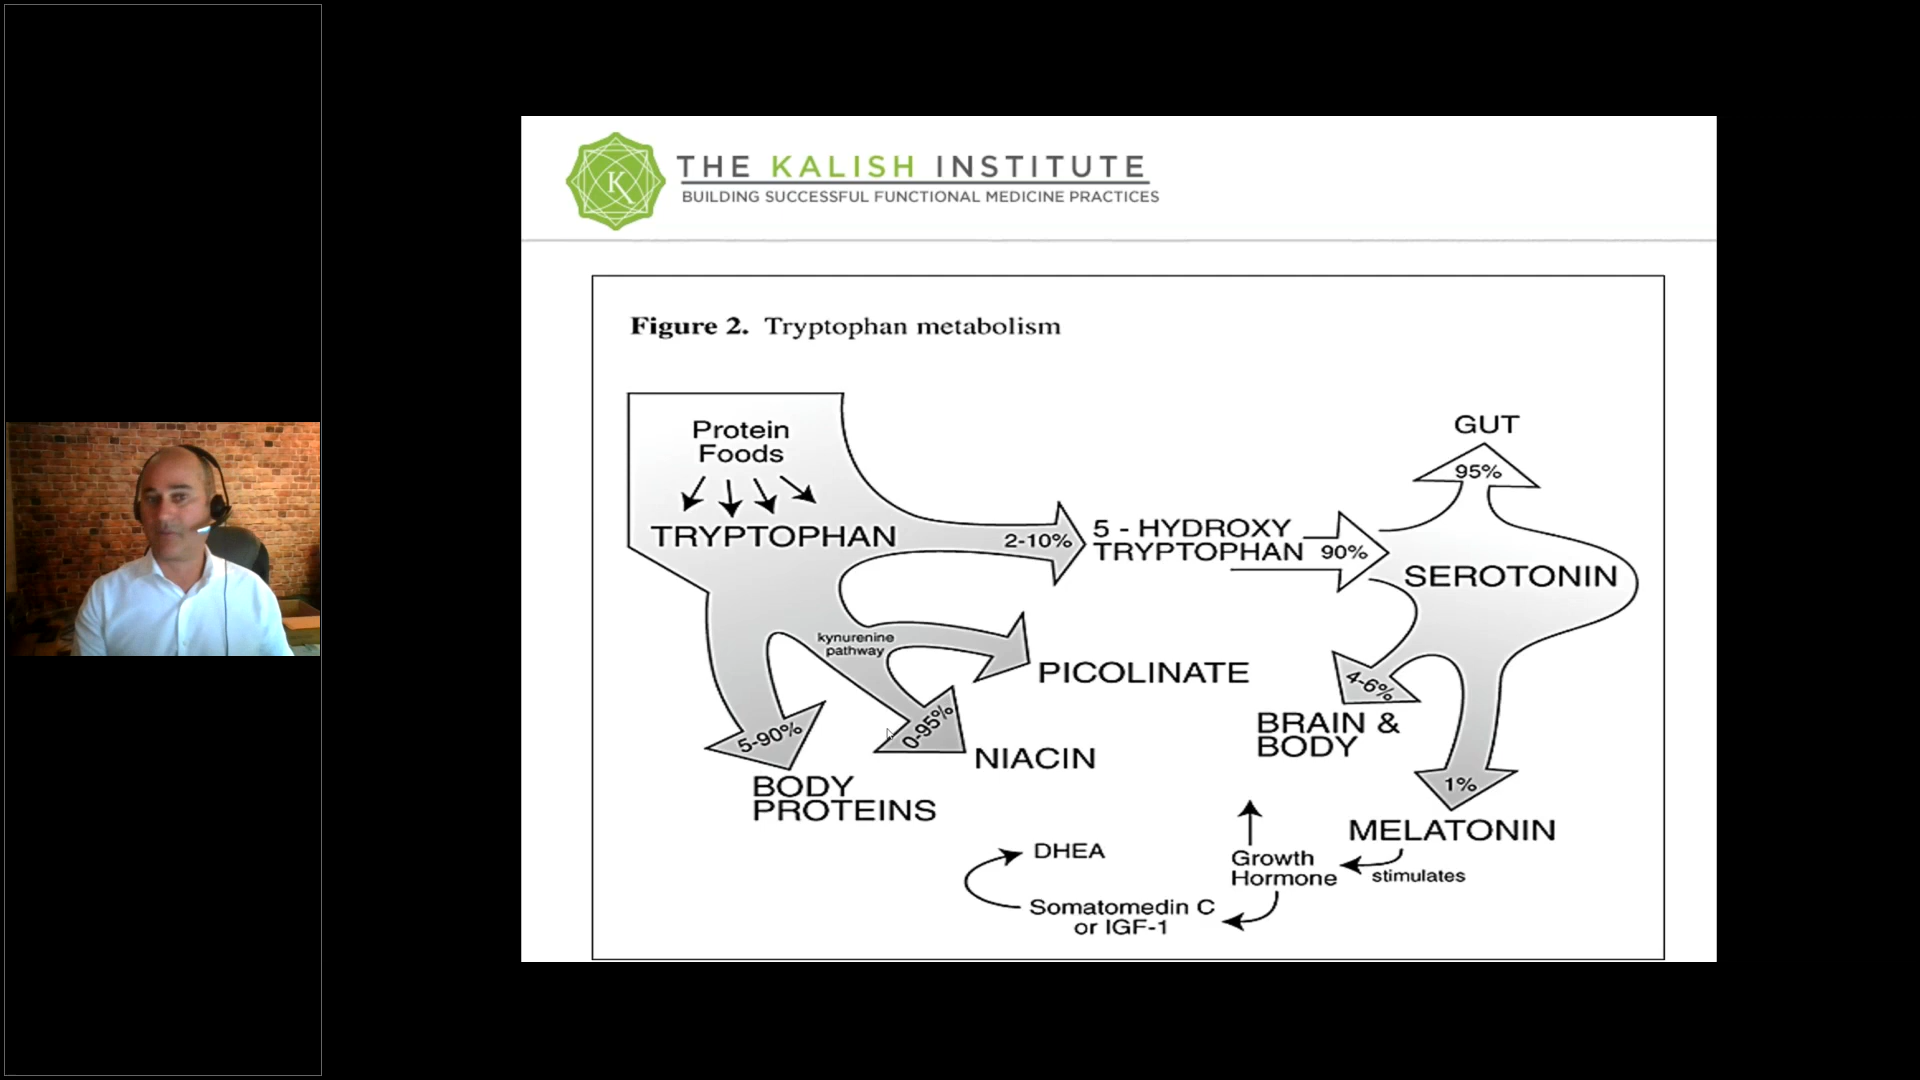 K
THE KALISH INSTITUTE
BUILDING SUCCESSFUL FUNCTIONAL MEDICINE PRACTICES
Figure 2. Tryptophan metabolism
Protein
Foods
TRYPTOPHAN
2-10%
5 - HYDROXY
TRYPTOPHAN
90%
GUT
95%
SEROTONIN
kynurenine
pathway
PICOLINATE
5-90%
BODY
PROTEINS
0-95%
NIACIN
4-6%
BRAIN &
BODY
1%
MELATONIN
stimulates
Growth
Hormone
Somatomedin C
or IGF-1
DHEA